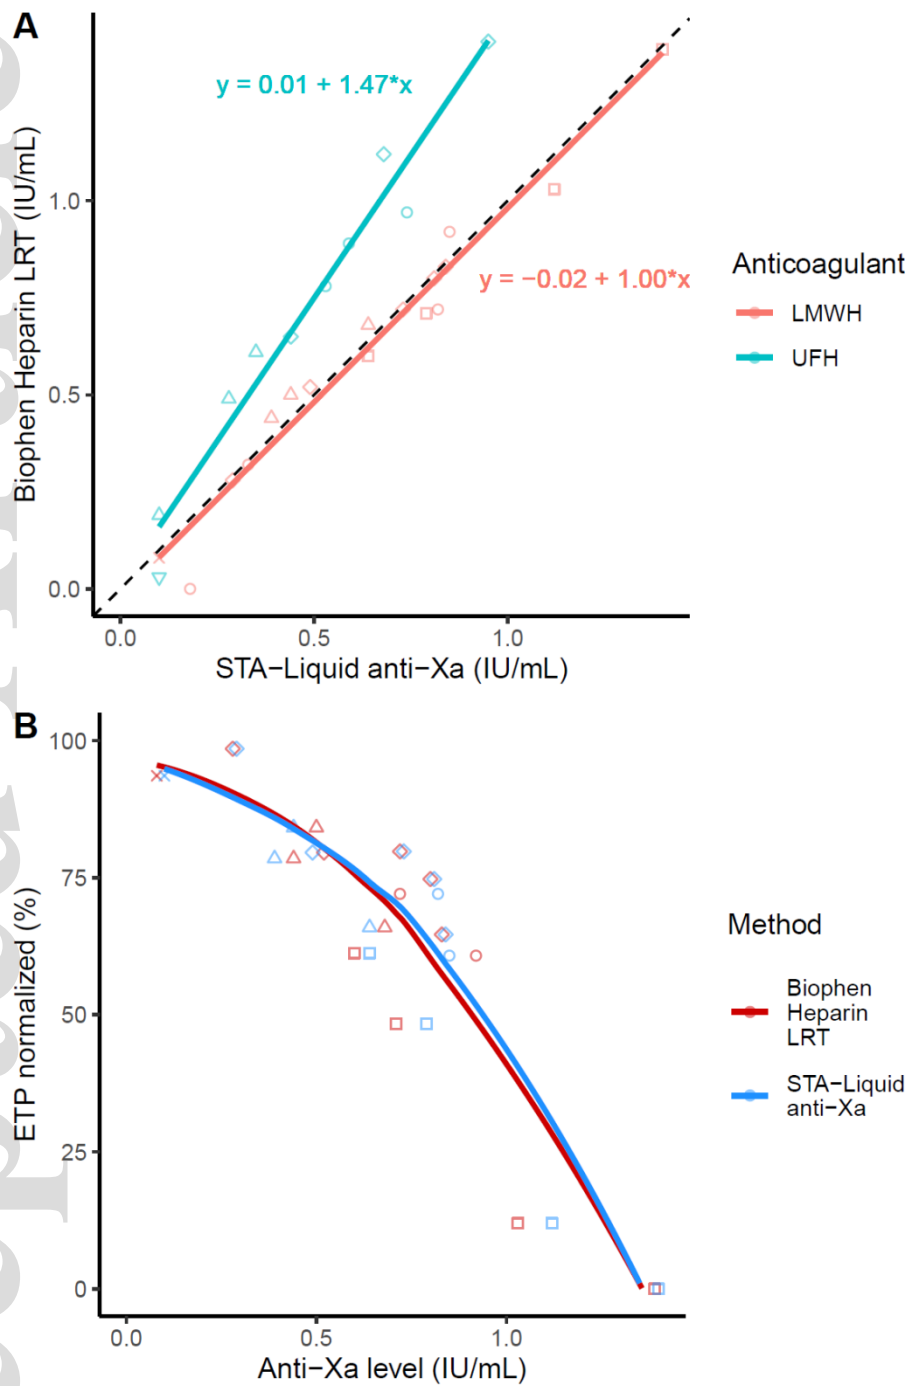 A
y = 0.01 + 1.47*x
y = −0.02 + 1.00*x
Biophen Heparin LRT (IU/mL)
1.0
0.5
0.0
0.0 0.5 1.0
STA−Liquid anti−Xa (IU/mL)
Anticoagulant
LMWH
UFH
B
ETP normalized (%)
100
75
50
25
0
0.0 0.5 1.0
Anti−Xa level (IU/mL)
Method
Biophen
Heparin
LRT
STA−Liquid
anti−Xa